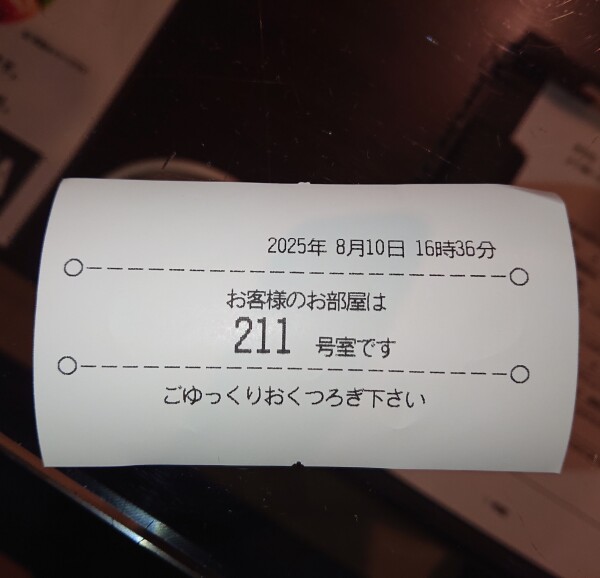 2025年 8月10日 16時36分
お客様のお部屋は
211 号室です
ごゆっくりおくつろぎ下さい